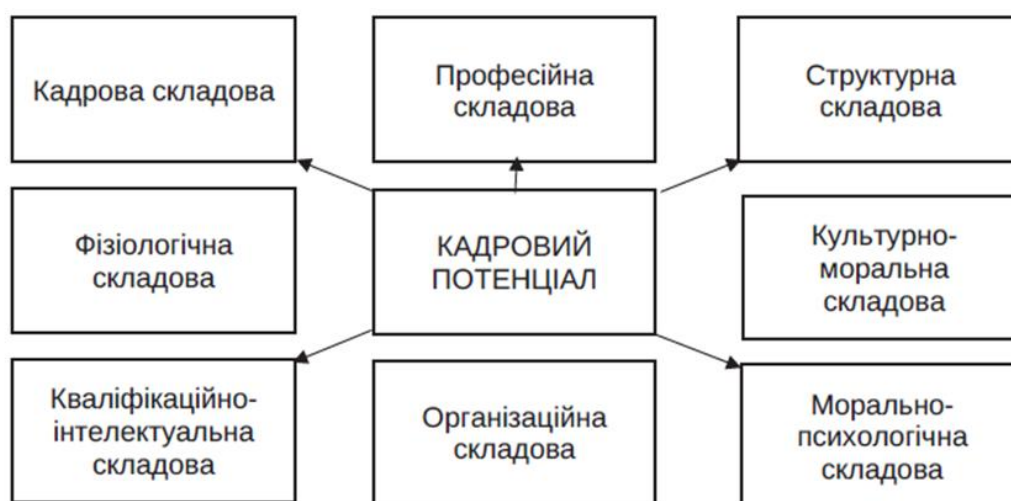 Кадрова складова
Професійна
складова
Структурна
складова
Фізіологічна
складова
КАДРОВИЙ
ПОТЕНЦІАЛ
Культурно-
моральна
складова
Кваліфікаційно-
інтелектуальна
складова
Організаційна
складова
Морально-
психологічна
складова